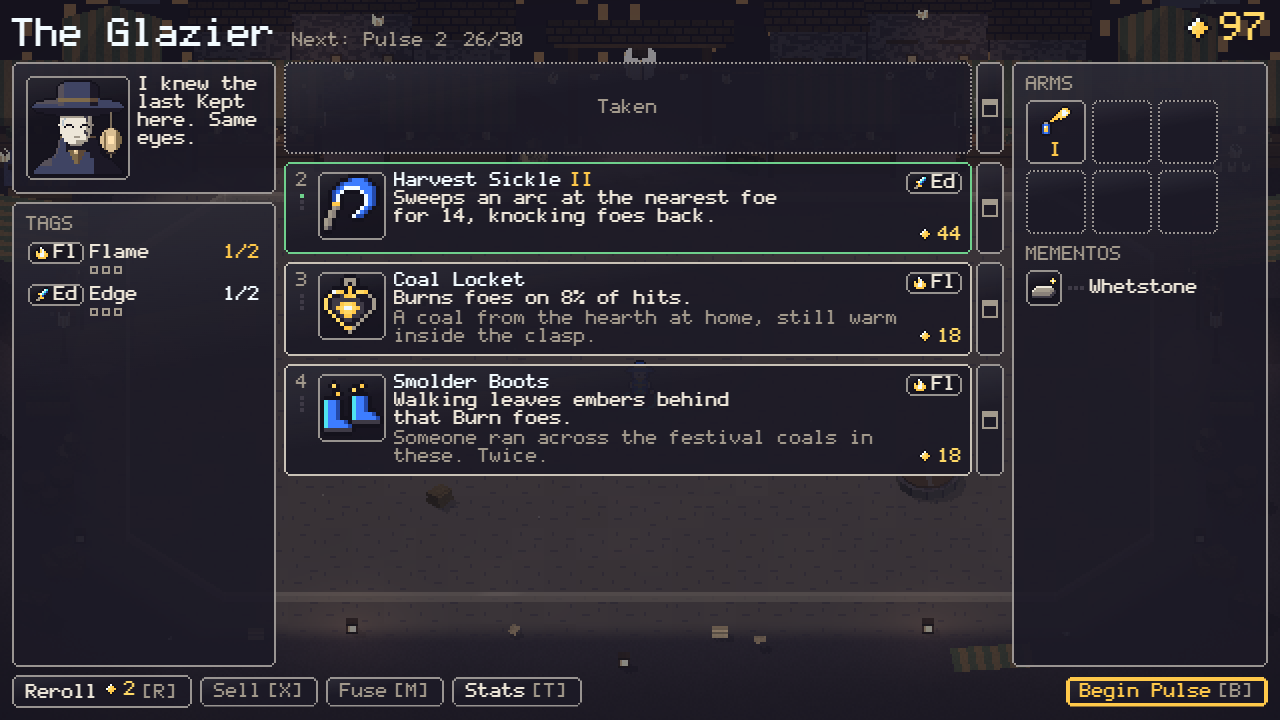 The Glazier
Next: Pulse 2 26/30
97
I knew the
last Kept
here. Same
eyes.
TAGS
Fl Flame 1/2
Ed Edge 1/2
Taken
2
Harvest Sickle II
Ed
Sweeps an arc at the nearest foe
for 14, knocking foes back.
44
3
Coal Locket
Fl
Burns foes on 8% of hits.
A coal from the hearth at home, still warm
inside the clasp.
18
4
Smolder Boots
Fl
Walking leaves embers behind
that Burn foes.
Someone ran across the festival coals in
these. Twice.
18
ARMS
I
MEMENTOS
Whetstone
Reroll 2 [R]
Sell [X]
Fuse [M]
Stats [T]
Begin Pulse [B]